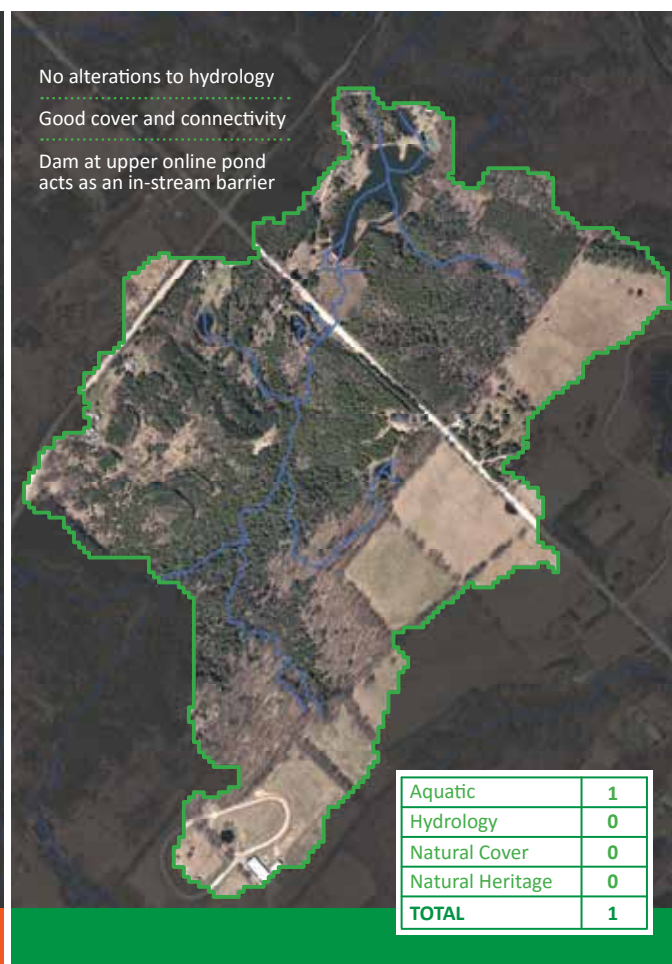 No alterations to hydrology
Good cover and connectivity
Dam at upper online pond
acts as an in-stream barrier
Aquatic 1
Hydrology 0
Natural Cover 0
Natural Heritage 0
TOTAL 1